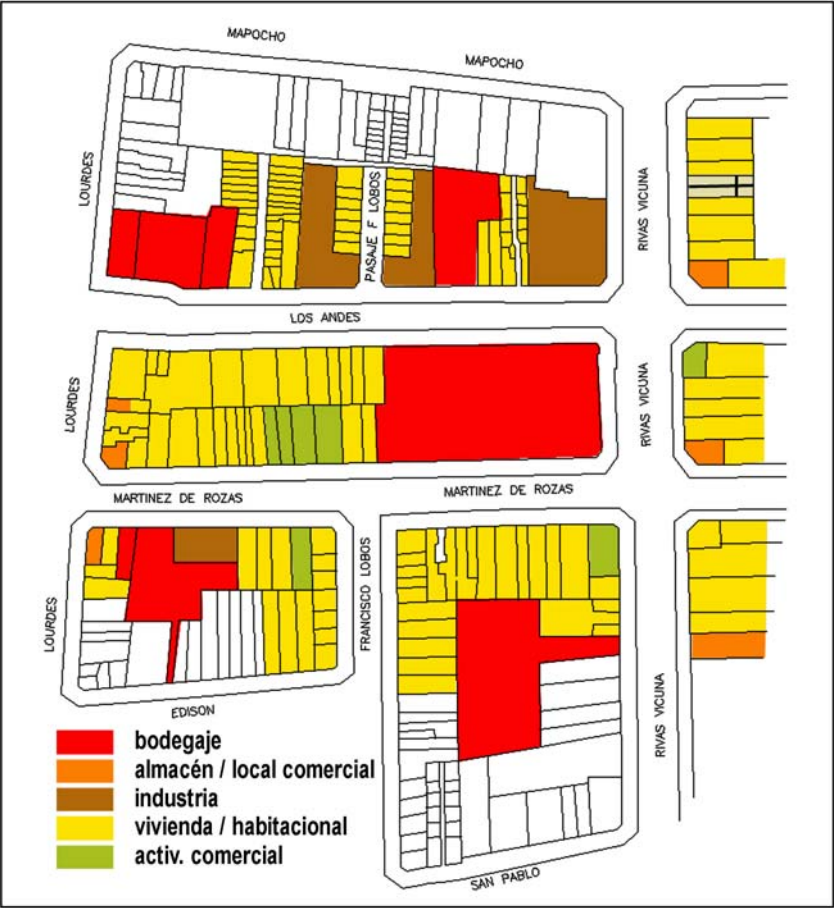 MAPOCHO
MAPOCHO
LOURDES
PASAJE F LOBOS
RIVAS VICUNA
LOS ANDES
LOURDES
RIVAS VICUNA
MARTINEZ DE ROZAS
MARTINEZ DE ROZAS
LOURDES
FRANCISCO LOBOS
RIVAS VICUNA
EDISON
SAN PABLO
bodegaje
almacén / local comercial
industria
vivienda / habitacional
activ. comercial